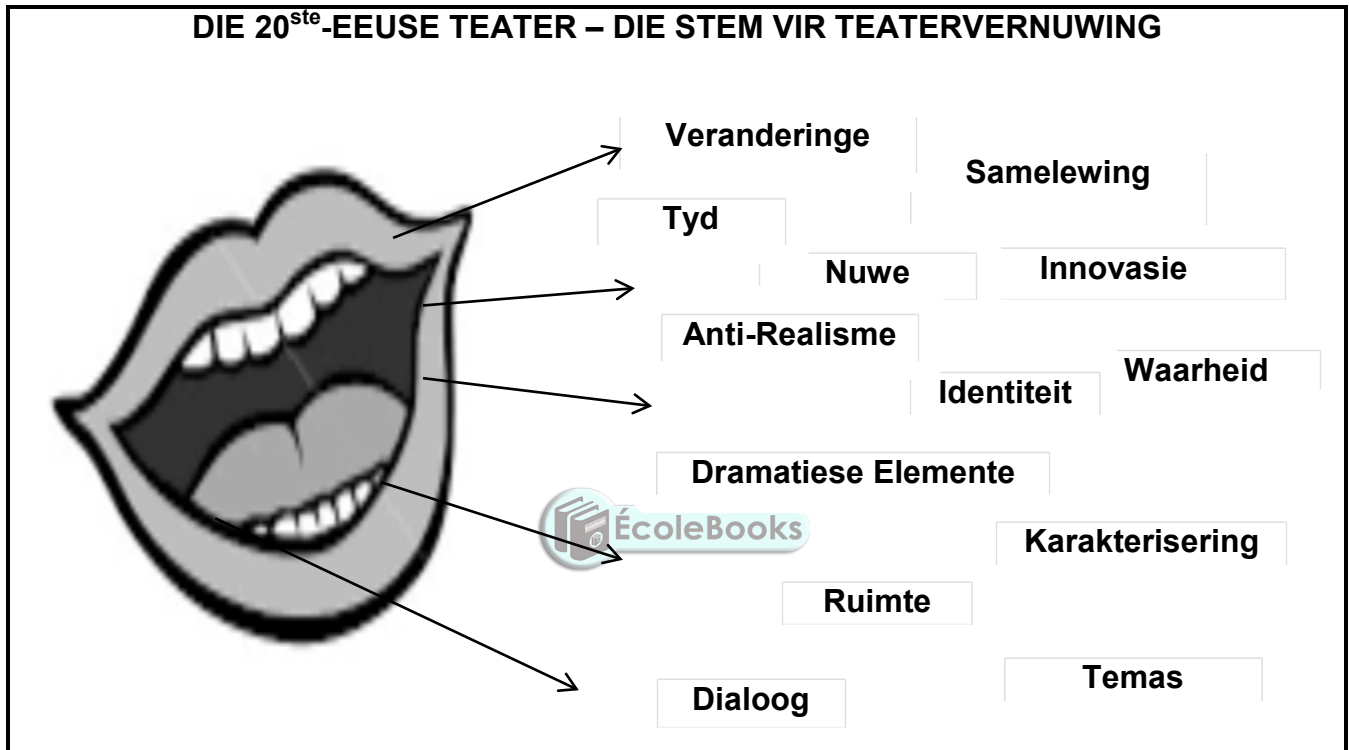 DIE 20ste-EEUSE TEATER – DIE STEM VIR TEATERVERNUWING
Veranderinge
Samelewing
Tyd
Nuwe
Innovasie
Anti-Realisme
Waarheid
Identiteit
Dramatiese Elemente
ÉcoleBooks
Karakterisering
Ruimte
Temas
Dialoog